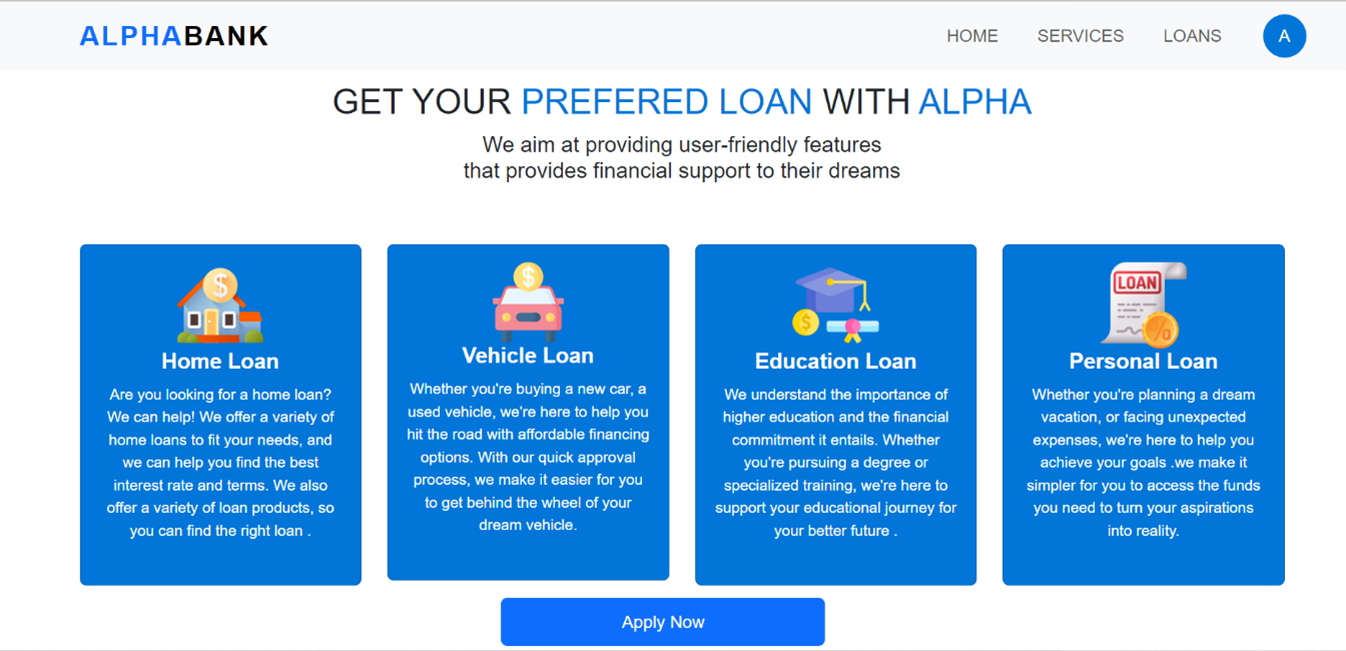 ALPHABANK
HOME
SERVICES
LOANS
A
GET YOUR PREFERED LOAN WITH ALPHA
We aim at providing user-friendly features
that provides financial support to their dreams
$
Home Loan
Are you looking for a home loan?
We can help! We offer a variety of
home loans to fit your needs, and
we can help you find the best
interest rate and terms. We also
offer a variety of loan products, so
you can find the right loan .
$
Vehicle Loan
Whether you're buying a new car, a
used vehicle, we're here to help you
hit the road with affordable financing
options. With our quick approval
process, we make it easier for you
to get behind the wheel of your
dream vehicle.
$
Education Loan
We understand the importance of
higher education and the financial
commitment it entails. Whether
you're pursuing a degree or
specialized training, we're here to
support your educational journey for
your better future .
LOAN
%
Personal Loan
Whether you're planning a dream
vacation, or facing unexpected
expenses, we're here to help you
achieve your goals .we make it
simpler for you to access the funds
you need to turn your aspirations
into reality.
Apply Now